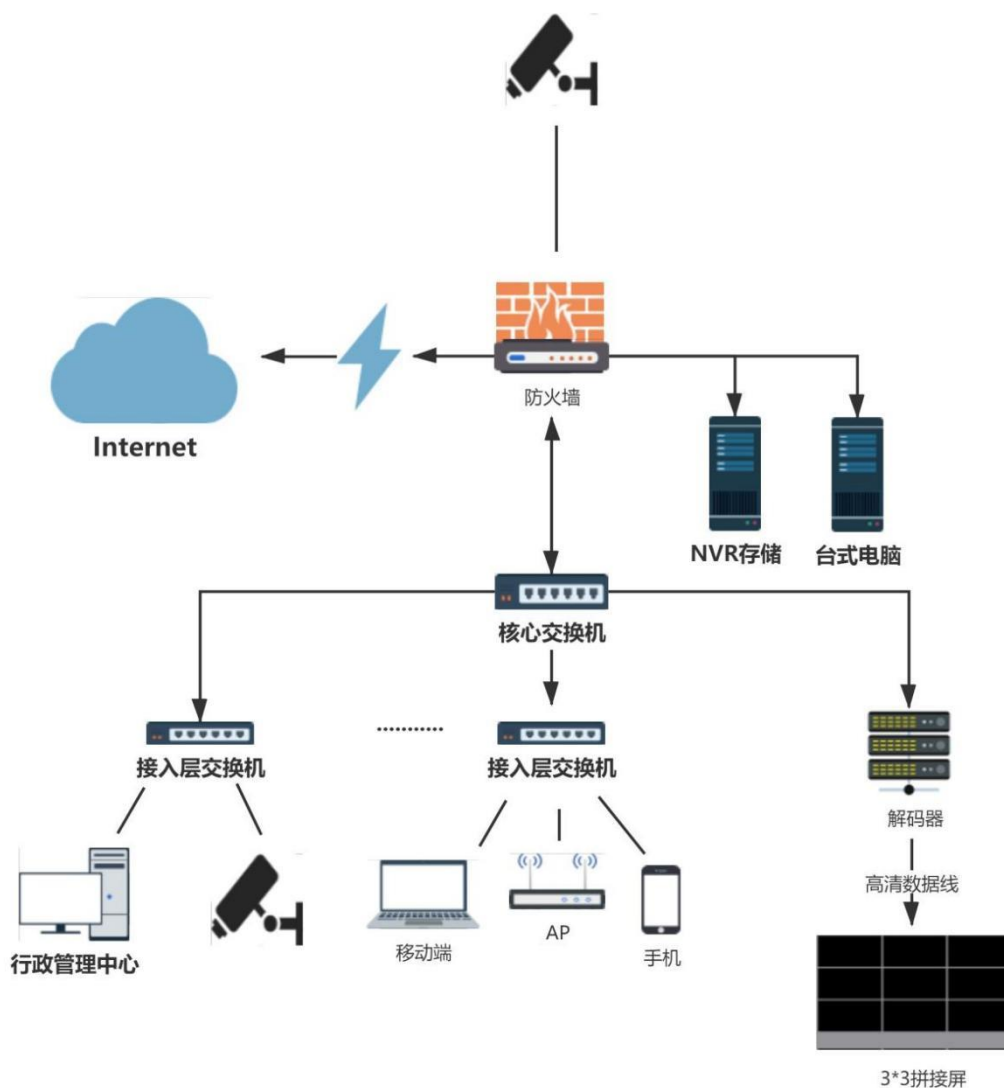 防火墙
Internet
NVR存储
台式电脑
核心交换机
接入层交换机
...........
接入层交换机
解码器
高清数据线
行政管理中心
移动端
AP
手机
3*3拼接屏